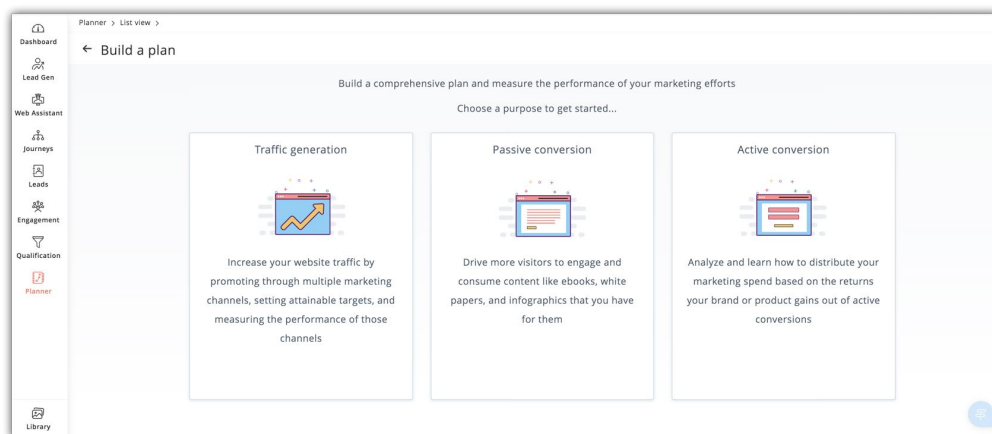 Planner > List view >
← Build a plan
Dashboard
Lead Gen
Web Assistant
Journeys
Leads
Engagement
Qualification
Planner
Library
Build a comprehensive plan and measure the performance of your marketing efforts
Choose a purpose to get started...
Traffic generation
Increase your website traffic by
promoting through multiple marketing
channels, setting attainable targets, and
measuring the performance of those
channels
Passive conversion
Drive more visitors to engage and
consume content like ebooks, white
papers, and infographics that you have
for them
Active conversion
Analyze and learn how to distribute your
marketing spend based on the returns
your brand or product gains out of active
conversions